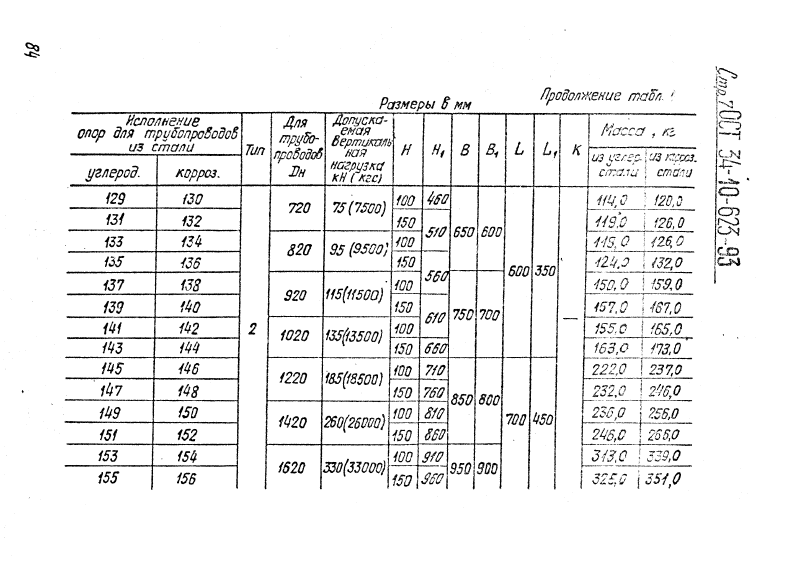 84
Стр. 7 ОСТ 34-10-623-93
Размеры в мм
Продолжение табл. 1
Исполнение опор для трубопроводов из стали | Тип | Для трубопроводов Dн | Допускаемая вертикальная нагрузка кН (кгс) | H | H₁ | B | B₁ | L | L₁ | K | Масса, кг
углерод. | корроз. | из углер. стали | из корроз. стали
129 | 130 | 2 | 720 | 75 (7500) | 100 | 460 | 650 | 600 | 600 | 350 | — | 114,0 | 120,0
131 | 132 | 150 | 510 | 119,0 | 126,0
133 | 134 | 820 | 95 (9500) | 100 | 115,0 | 126,0
135 | 136 | 150 | 560 | 124,0 | 132,0
137 | 138 | 920 | 115(11500) | 100 | 750 | 700 | 150,0 | 159,0
139 | 140 | 150 | 610 | 157,0 | 167,0
141 | 142 | 1020 | 135(13500) | 100 | 155,0 | 165,0
143 | 144 | 150 | 660 | 163,0 | 173,0
145 | 146 | 1220 | 185(18500) | 100 | 710 | 850 | 800 | 700 | 450 | 222,0 | 237,0
147 | 148 | 150 | 760 | 232,0 | 246,0
149 | 150 | 1420 | 260(26000) | 100 | 810 | 236,0 | 256,0
151 | 152 | 150 | 860 | 246,0 | 266,0
153 | 154 | 1620 | 330(33000) | 100 | 910 | 950 | 900 | 313,0 | 339,0
155 | 156 | 150 | 960 | 325,0 | 351,0